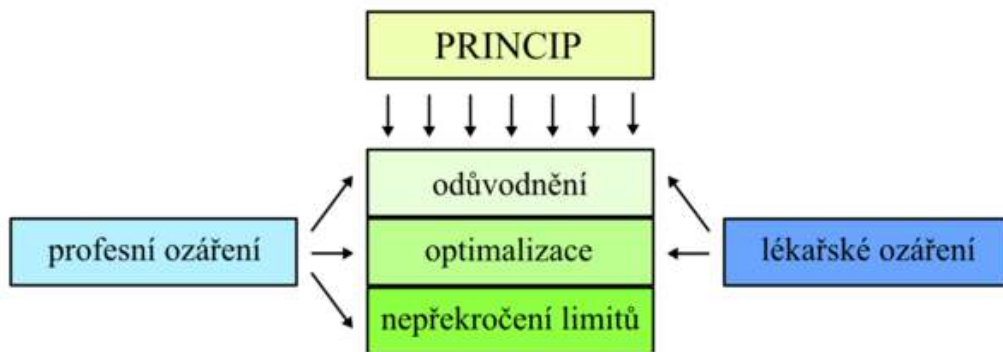 PRINCIP
odůvodnění
profesní ozáření
optimalizace
lékařské ozáření
nepřekročení limitů